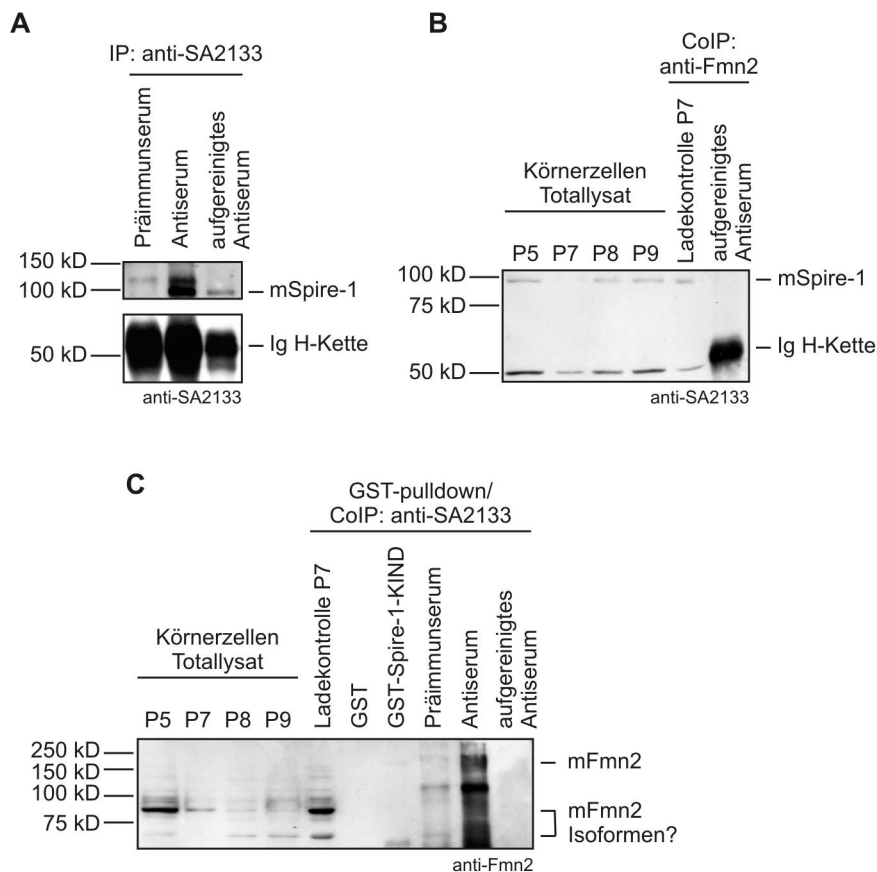 A
IP: anti-SA2133
Präimmunserum
Antiserum
aufgereinigtes
Antiserum
150 kD
100 kD
mSpire-1
50 kD
Ig H-Kette
anti-SA2133
B
CoIP:
anti-Fmn2
Körnerzellen
Totallysat
Ladekontrolle P7
aufgereinigtes
Antiserum
P5 P7 P8 P9
100 kD
mSpire-1
75 kD
Ig H-Kette
50 kD
anti-SA2133
C
GST-pulldown/
CoIP: anti-SA2133
Körnerzellen
Totallysat
Ladekontrolle P7
GST
GST-Spire-1-KIND
Präimmunserum
Antiserum
aufgereinigtes
Antiserum
P5 P7 P8 P9
250 kD
mFmn2
150 kD
100 kD
mFmn2
75 kD
Isoformen?
anti-Fmn2